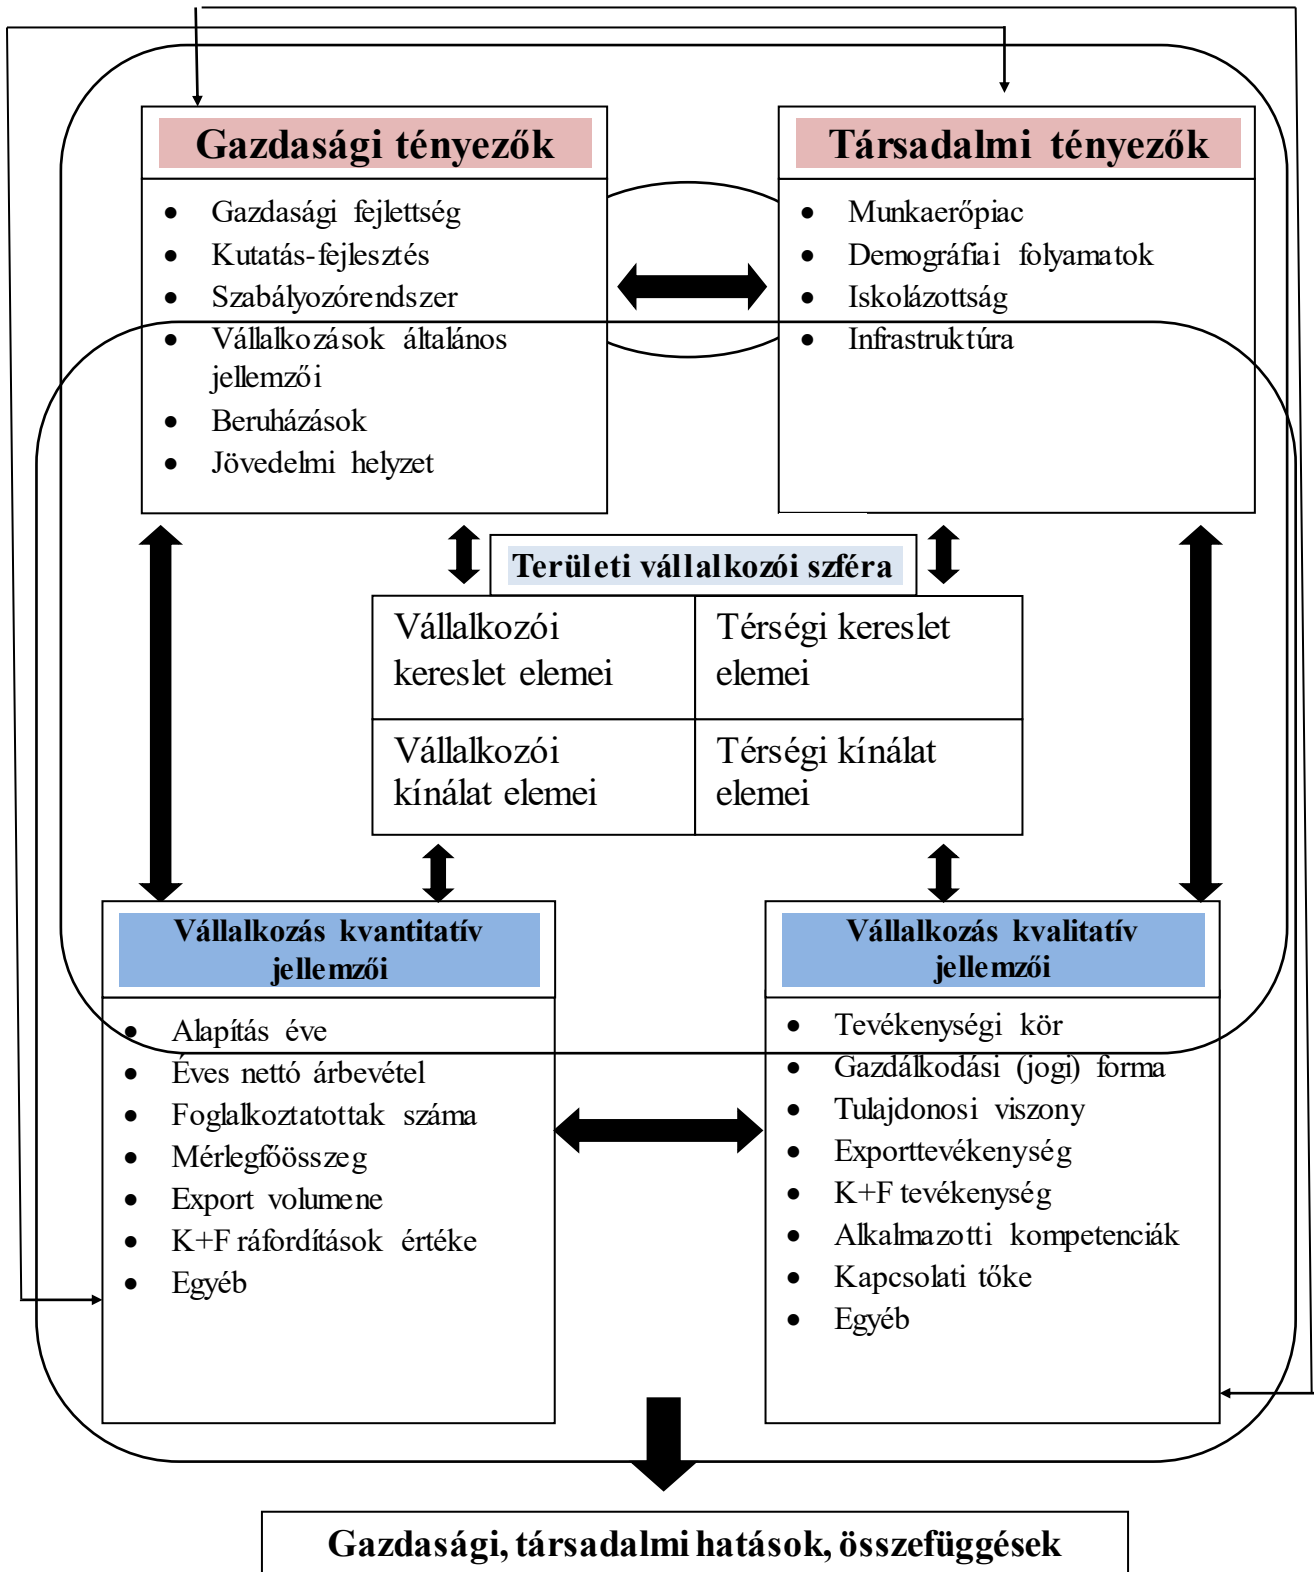 Gazdasági tényezők
• Gazdasági fejlettség
• Kutatás-fejlesztés
• Szabályozórendszer
• Vállalkozások általános
jellemzői
• Beruházások
• Jövedelmi helyzet
Társadalmi tényezők
• Munkaerőpiac
• Demográfiai folyamatok
• Iskolázottság
• Infrastruktúra
Területi vállalkozói szféra
Vállalkozói
kereslet elemei
Térségi kereslet
elemei
Vállalkozói
kínálat elemei
Térségi kínálat
elemei
Vállalkozás kvantitatív
jellemzői
• Alapítás éve
• Éves nettó árbevétel
• Foglalkoztatottak száma
• Mérlegfőösszeg
• Export volumene
• K+F ráfordítások értéke
• Egyéb
Vállalkozás kvalitatív
jellemzői
• Tevékenységi kör
• Gazdálkodási (jogi) forma
• Tulajdonosi viszony
• Exporttevékenység
• K+F tevékenység
• Alkalmazotti kompetenciák
• Kapcsolati tőke
• Egyéb
Gazdasági, társadalmi hatások, összefüggések